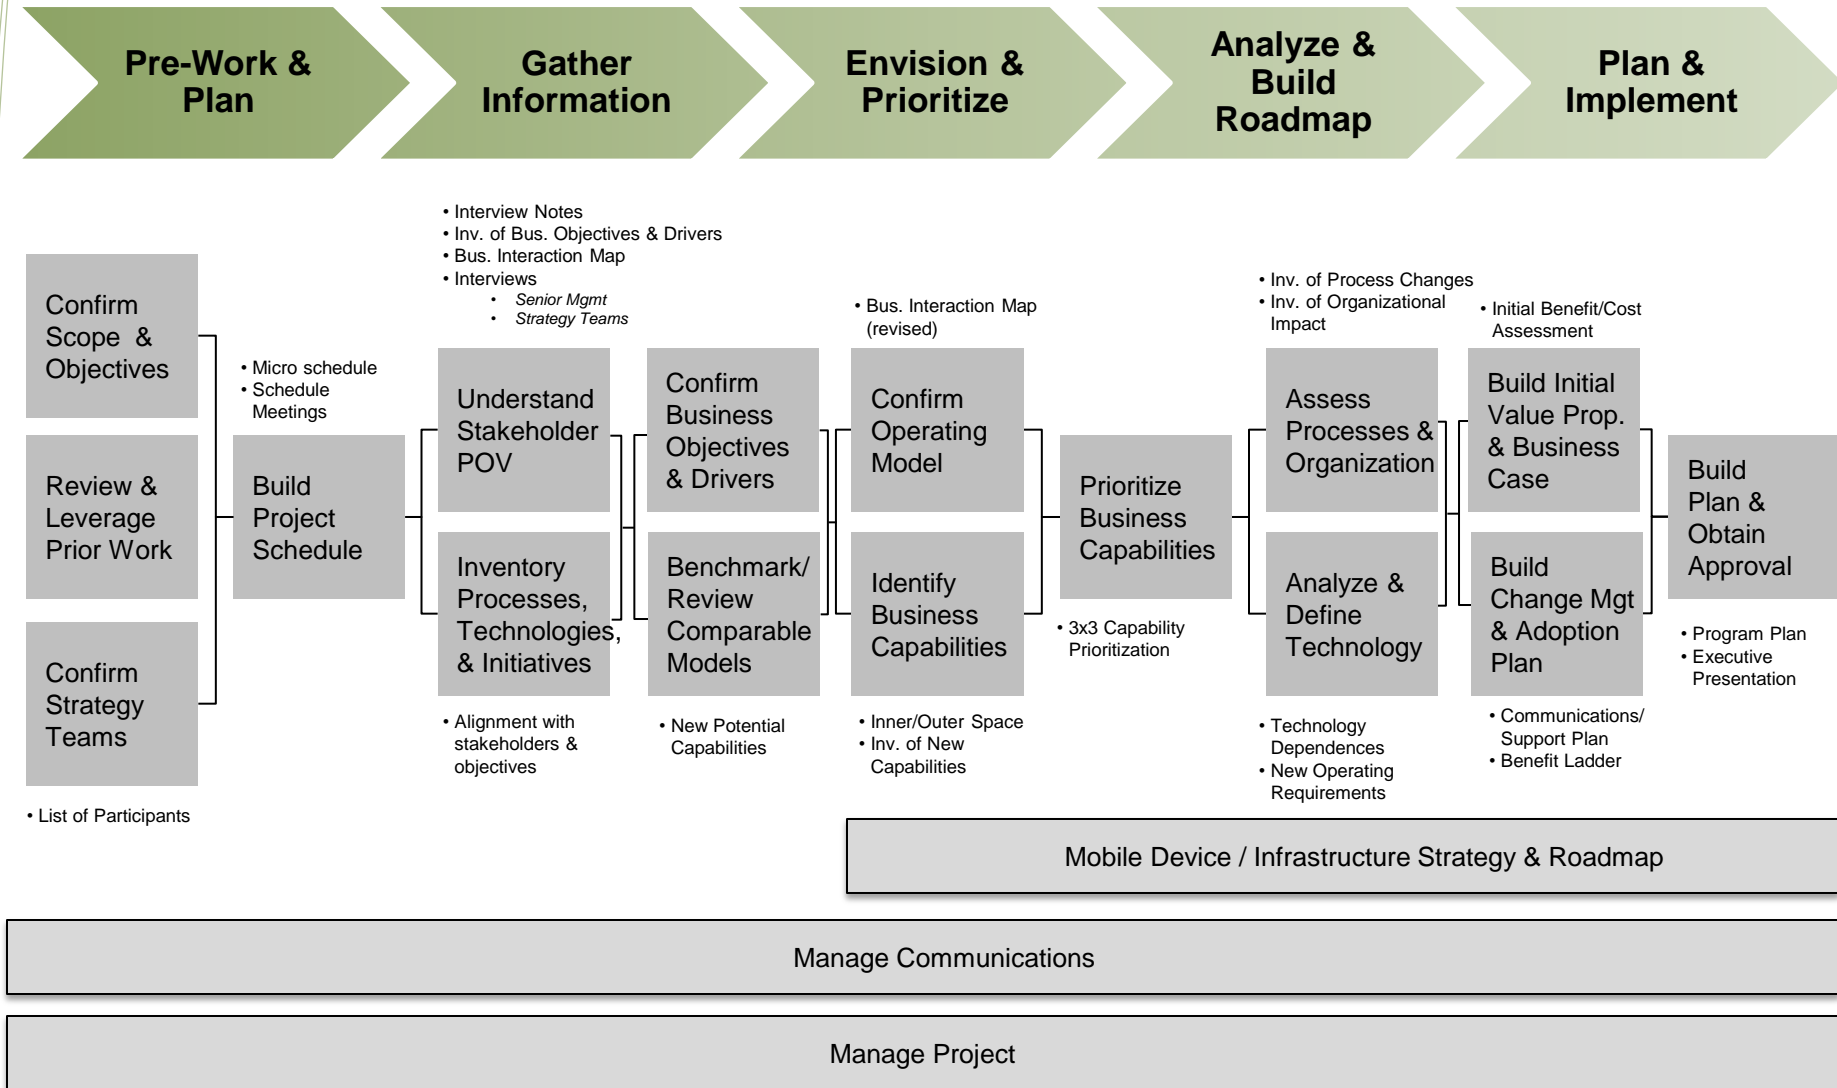 Pre-Work &
Plan
Gather
Information
Envision &
Prioritize
Analyze &
Build
Roadmap
Plan &
Implement
• Interview Notes
• Inv. of Bus. Objectives & Drivers
• Bus. Interaction Map
• Interviews
• Senior Mgmt
• Strategy Teams
• Bus. Interaction Map
(revised)
• Inv. of Process Changes
• Inv. of Organizational
Impact
• Initial Benefit/Cost
Assessment
Confirm
Scope &
Objectives
Review &
Leverage
Prior Work
Confirm
Strategy
Teams
• List of Participants
• Micro schedule
• Schedule
Meetings
Build
Project
Schedule
Understand
Stakeholder
POV
Inventory
Processes,
Technologies,
& Initiatives
• Alignment with
stakeholders &
objectives
Confirm
Business
Objectives
& Drivers
Benchmark/
Review
Comparable
Models
• New Potential
Capabilities
Confirm
Operating
Model
Identify
Business
Capabilities
• Inner/Outer Space
• Inv. of New
Capabilities
Prioritize
Business
Capabilities
• 3x3 Capability
Prioritization
Assess
Processes &
Organization
Analyze &
Define
Technology
• Technology
Dependences
• New Operating
Requirements
Build Initial
Value Prop.
& Business
Case
Build
Change Mgt
& Adoption
Plan
• Communications/
Support Plan
• Benefit Ladder
Build
Plan &
Obtain
Approval
• Program Plan
• Executive
Presentation
Mobile Device / Infrastructure Strategy & Roadmap
Manage Communications
Manage Project